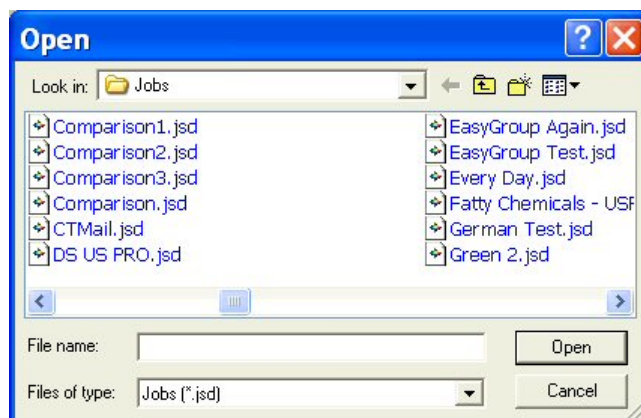 Open
Look in: Jobs
Comparison1.jsd
Comparison2.jsd
Comparison3.jsd
Comparison.jsd
CTMail.jsd
DS US PRO.jsd
EasyGroup Again.jsd
EasyGroup Test.jsd
Every Day.jsd
Fatty Chemicals -
German Test.jsd
Green 2.jsd
File name:
Open
Files of type: Jobs (*.jsd)
Cancel